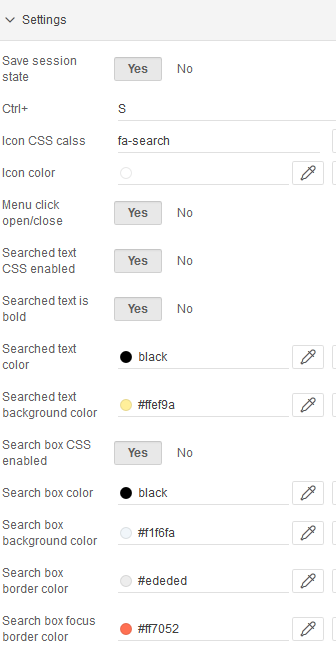 Settings
Save session
state
Yes No
Ctrl+ S
Icon CSS calss fa-search
Icon color
Menu click
open/close
Yes No
Searched text
CSS enabled
Yes No
Searched text is
bold
Yes No
Searched text
color
black
Searched text
background color
#ffef9a
Search box CSS
enabled
Yes No
Search box color black
Search box
background color
#f1f6fa
Search box
border color
#ededed
Search box focus
border color
#ff7052